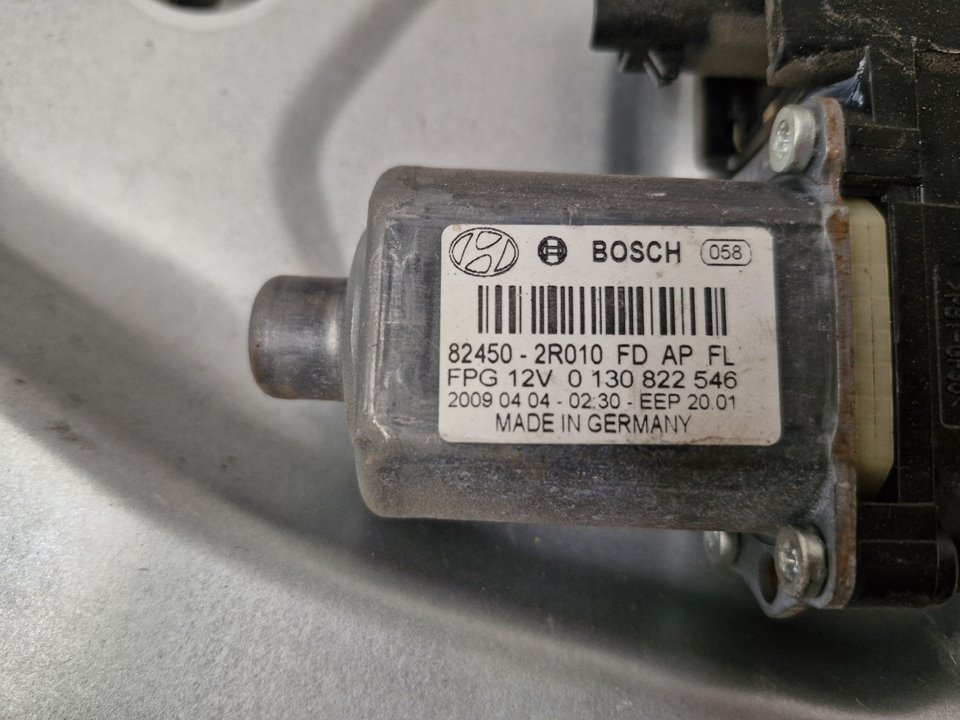 BOSCH 058
82450-2R010 FD AP FL
FPG 12V 0 130 822 546
2009 04 04 - 02:30 - EEP 20.01
MADE IN GERMANY